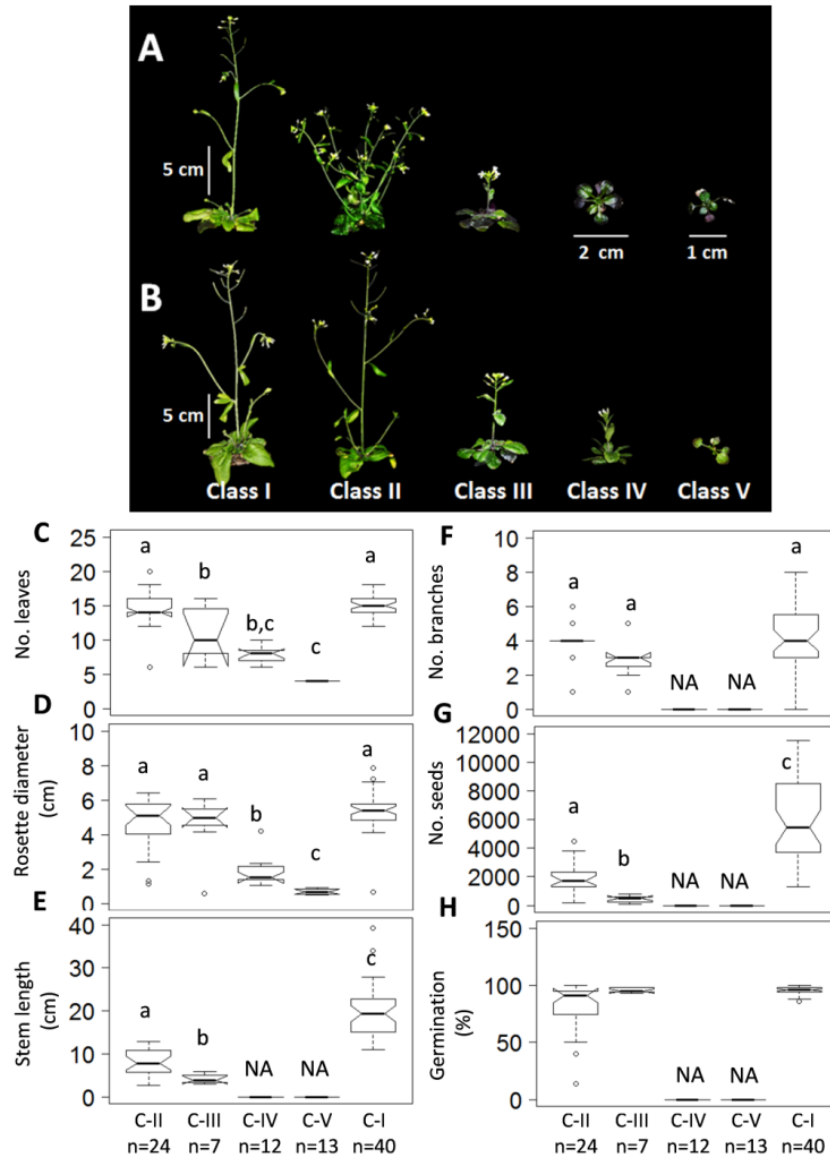 A
5 cm
2 cm
1 cm
B
5 cm
Class I
Class II
Class III
Class IV
Class V
C
No. leaves
25
20
15
10
5
0
a
b
b,c
c
a
D
Rosette diameter
(cm)
10
8
6
4
2
0
a
a
b
c
a
E
Stem length
(cm)
40
30
20
10
0
a
b
NA
NA
c
C-II
C-III
C-IV
C-V
C-I
n=24
n=7
n=12
n=13
n=40
F
No. branches
10
8
6
4
2
0
a
a
NA
NA
a
G
No. seeds
12000
10000
8000
6000
4000
2000
0
a
b
NA
NA
c
H
Germination
(%)
150
100
50
0
NA
NA
C-II
C-III
C-IV
C-V
C-I
n=24
n=7
n=12
n=13
n=40